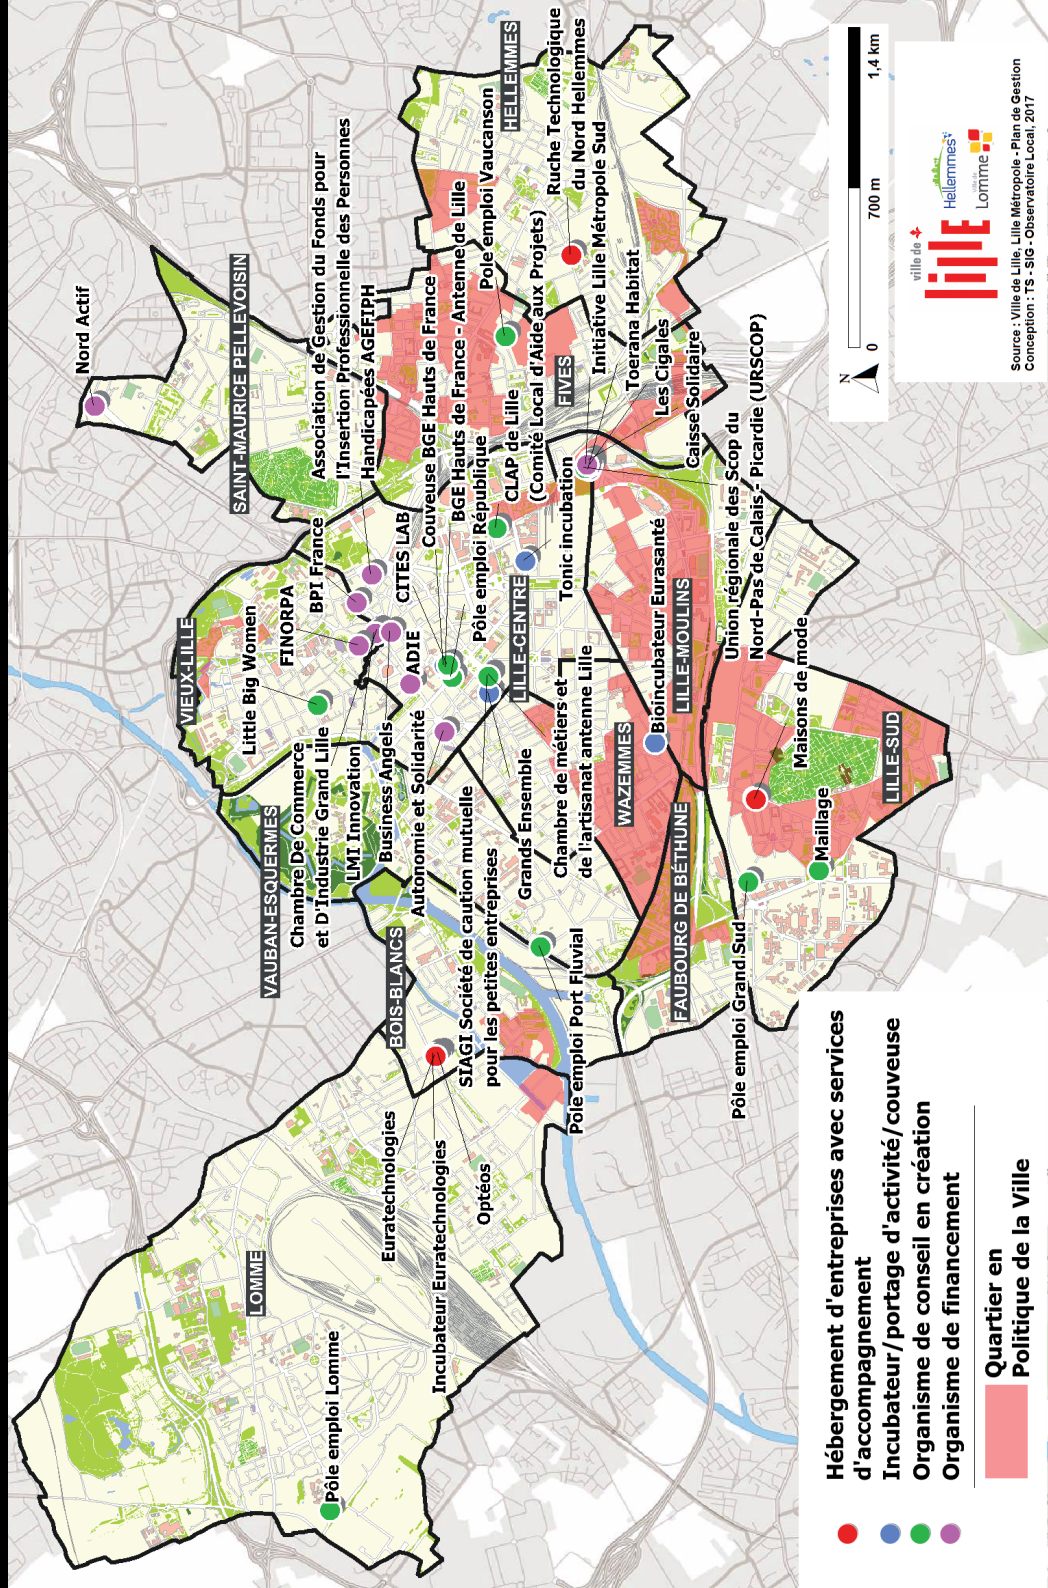 Nord Actif
SAINT-MAURICE PELLEVOISIN
Association de Gestion du Fonds pour
l'Insertion Professionnelle des Personnes
Handicapées AGEFIPH
HELLEMMES
Ruche Technologique
du Nord Hellemmes
Pole emploi Vaucanson
BGE Hauts de France - Antenne de Lille
Couveuse BGE Hauts de France
CLAP de Lille
(Comité Local d'Aide aux Projets)
Initiative Lille Métropole Sud
Toerana Habitat
Les Cigales
Caisse Solidaire
FIVES
Union régionale des Scop du
Nord-Pas de Calais - Picardie (URSCOP)
BPI France
FINORPA
VIEUX-LILLE
Little Big Women
CITES LAB
Pôle emploi République
Tonic incubation
ADIE
LILLE-CENTRE
Bioincubateur Eurasanté
LILLE-MOULINS
Chambre de métiers et
de l'artisanat antenne Lille
Maisons de mode
LILLE-SUD
Maillage
WAZEMMES
FAUBOURG DE BÉTHUNE
Grands Ensemble
VAUBAN-ESQUERMES
Chambre De Commerce
et D'Industrie Grand Lille
LMI Innovation
Business Angels
Autonomie et Solidarité
SIAGI Société de caution mutuelle
pour les petites entreprises
BOIS-BLANCS
Pole emploi Port Fluvial
Pôle emploi Grand Sud
Euratechnologies
Incubateur Euratechnologies
Optéos
LOMME
Pôle emploi Lomme
Hébergement d'entreprises avec services
d'accompagnement
Incubateur/portage d'activité/couveuse
Organisme de conseil en création
Organisme de financement
Quartier en
Politique de la Ville
N
0
700 m
1,4 km
ville de
lille
Hellemmes
ville de
Lomme
Source : Ville de Lille, Lille Métropole - Plan de Gestion
Conception : TS - SIG - Observatoire Local, 2017